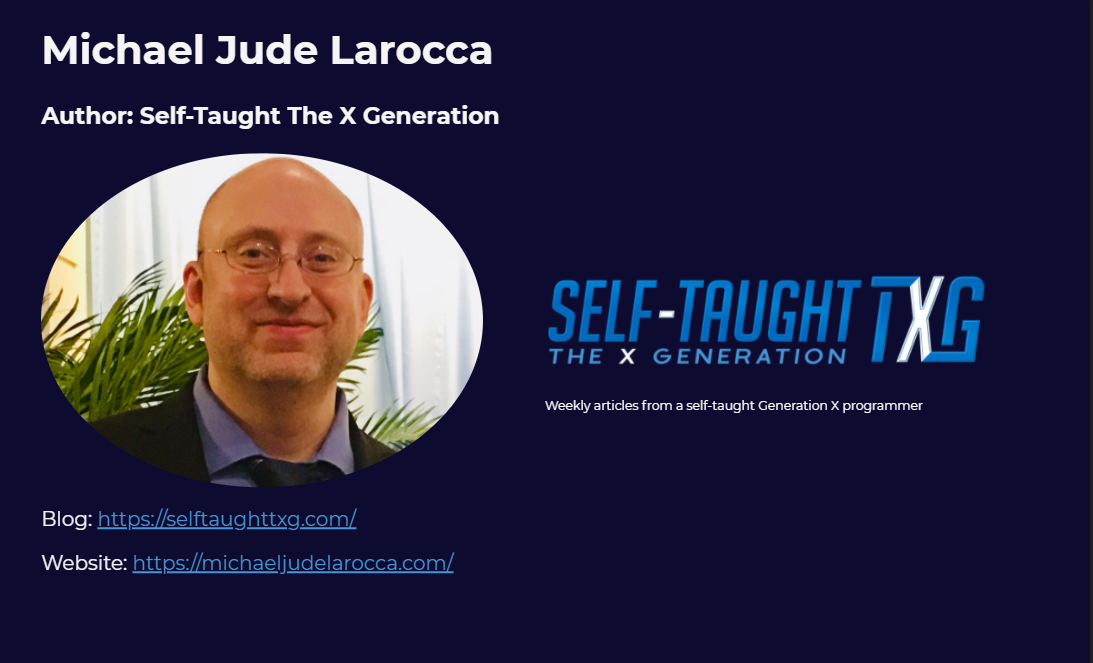 Michael Jude Larocca
Author: Self-Taught The X Generation
SELF-TAUGHT TXG
THE X GENERATION
Weekly articles from a self-taught Generation X programmer
Blog: https://selftaughttxg.com/
Website: https://michaeljudelarocca.com/